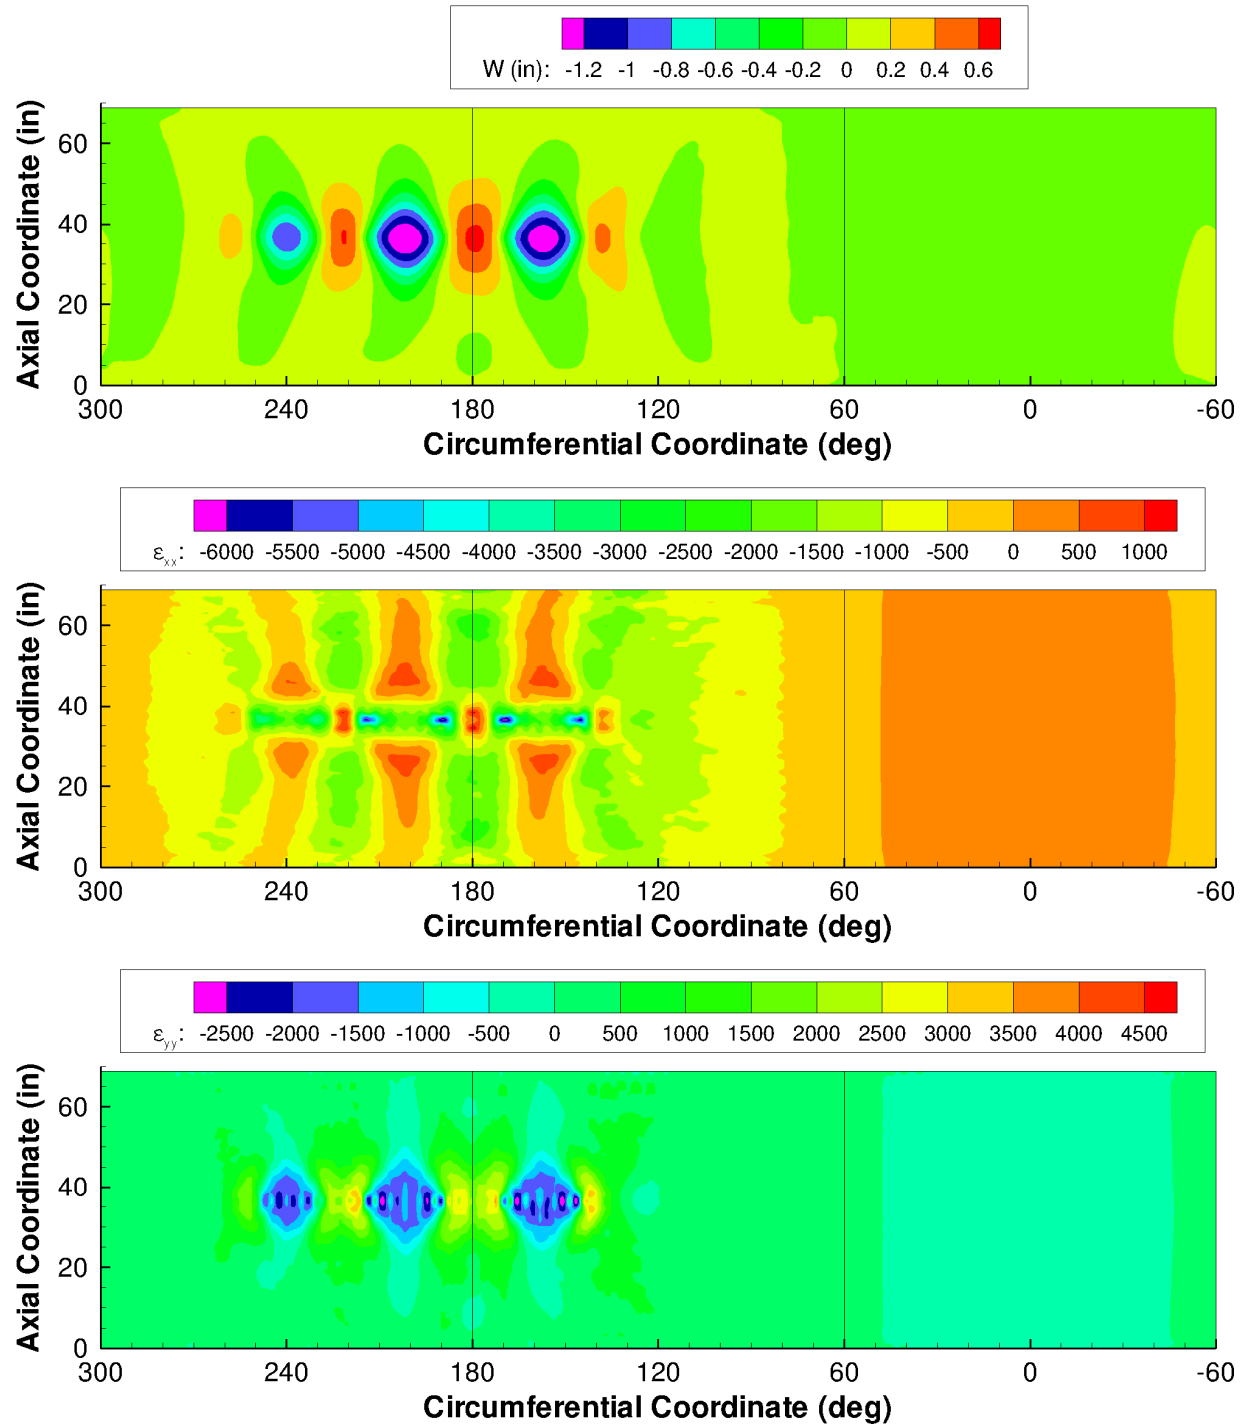 W (in): -1.2 -1 -0.8 -0.6 -0.4 -0.2 0 0.2 0.4 0.6
Axial Coordinate (in)
60
40
20
0
300 240 180 120 60 0 -60
Circumferential Coordinate (deg)
εxx: -6000 -5500 -5000 -4500 -4000 -3500 -3000 -2500 -2000 -1500 -1000 -500 0 500 1000
Axial Coordinate (in)
60
40
20
0
300 240 180 120 60 0 -60
Circumferential Coordinate (deg)
εyy: -2500 -2000 -1500 -1000 -500 0 500 1000 1500 2000 2500 3000 3500 4000 4500
Axial Coordinate (in)
60
40
20
0
300 240 180 120 60 0 -60
Circumferential Coordinate (deg)